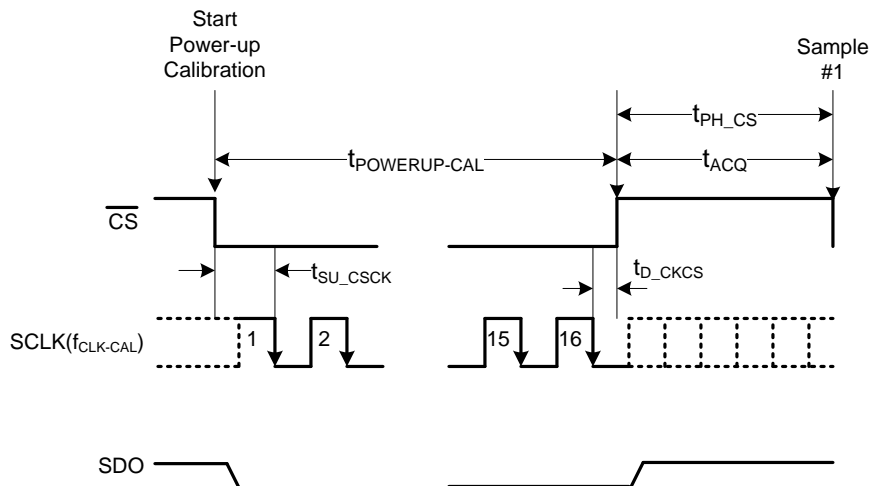 Start
Power-up
Calibration
Sample
#1
tPH_CS
tPOWERUP-CAL
tACQ
CS
tSU_CSCK
tD_CKCS
SCLK(fCLK-CAL)
1
2
15
16
SDO